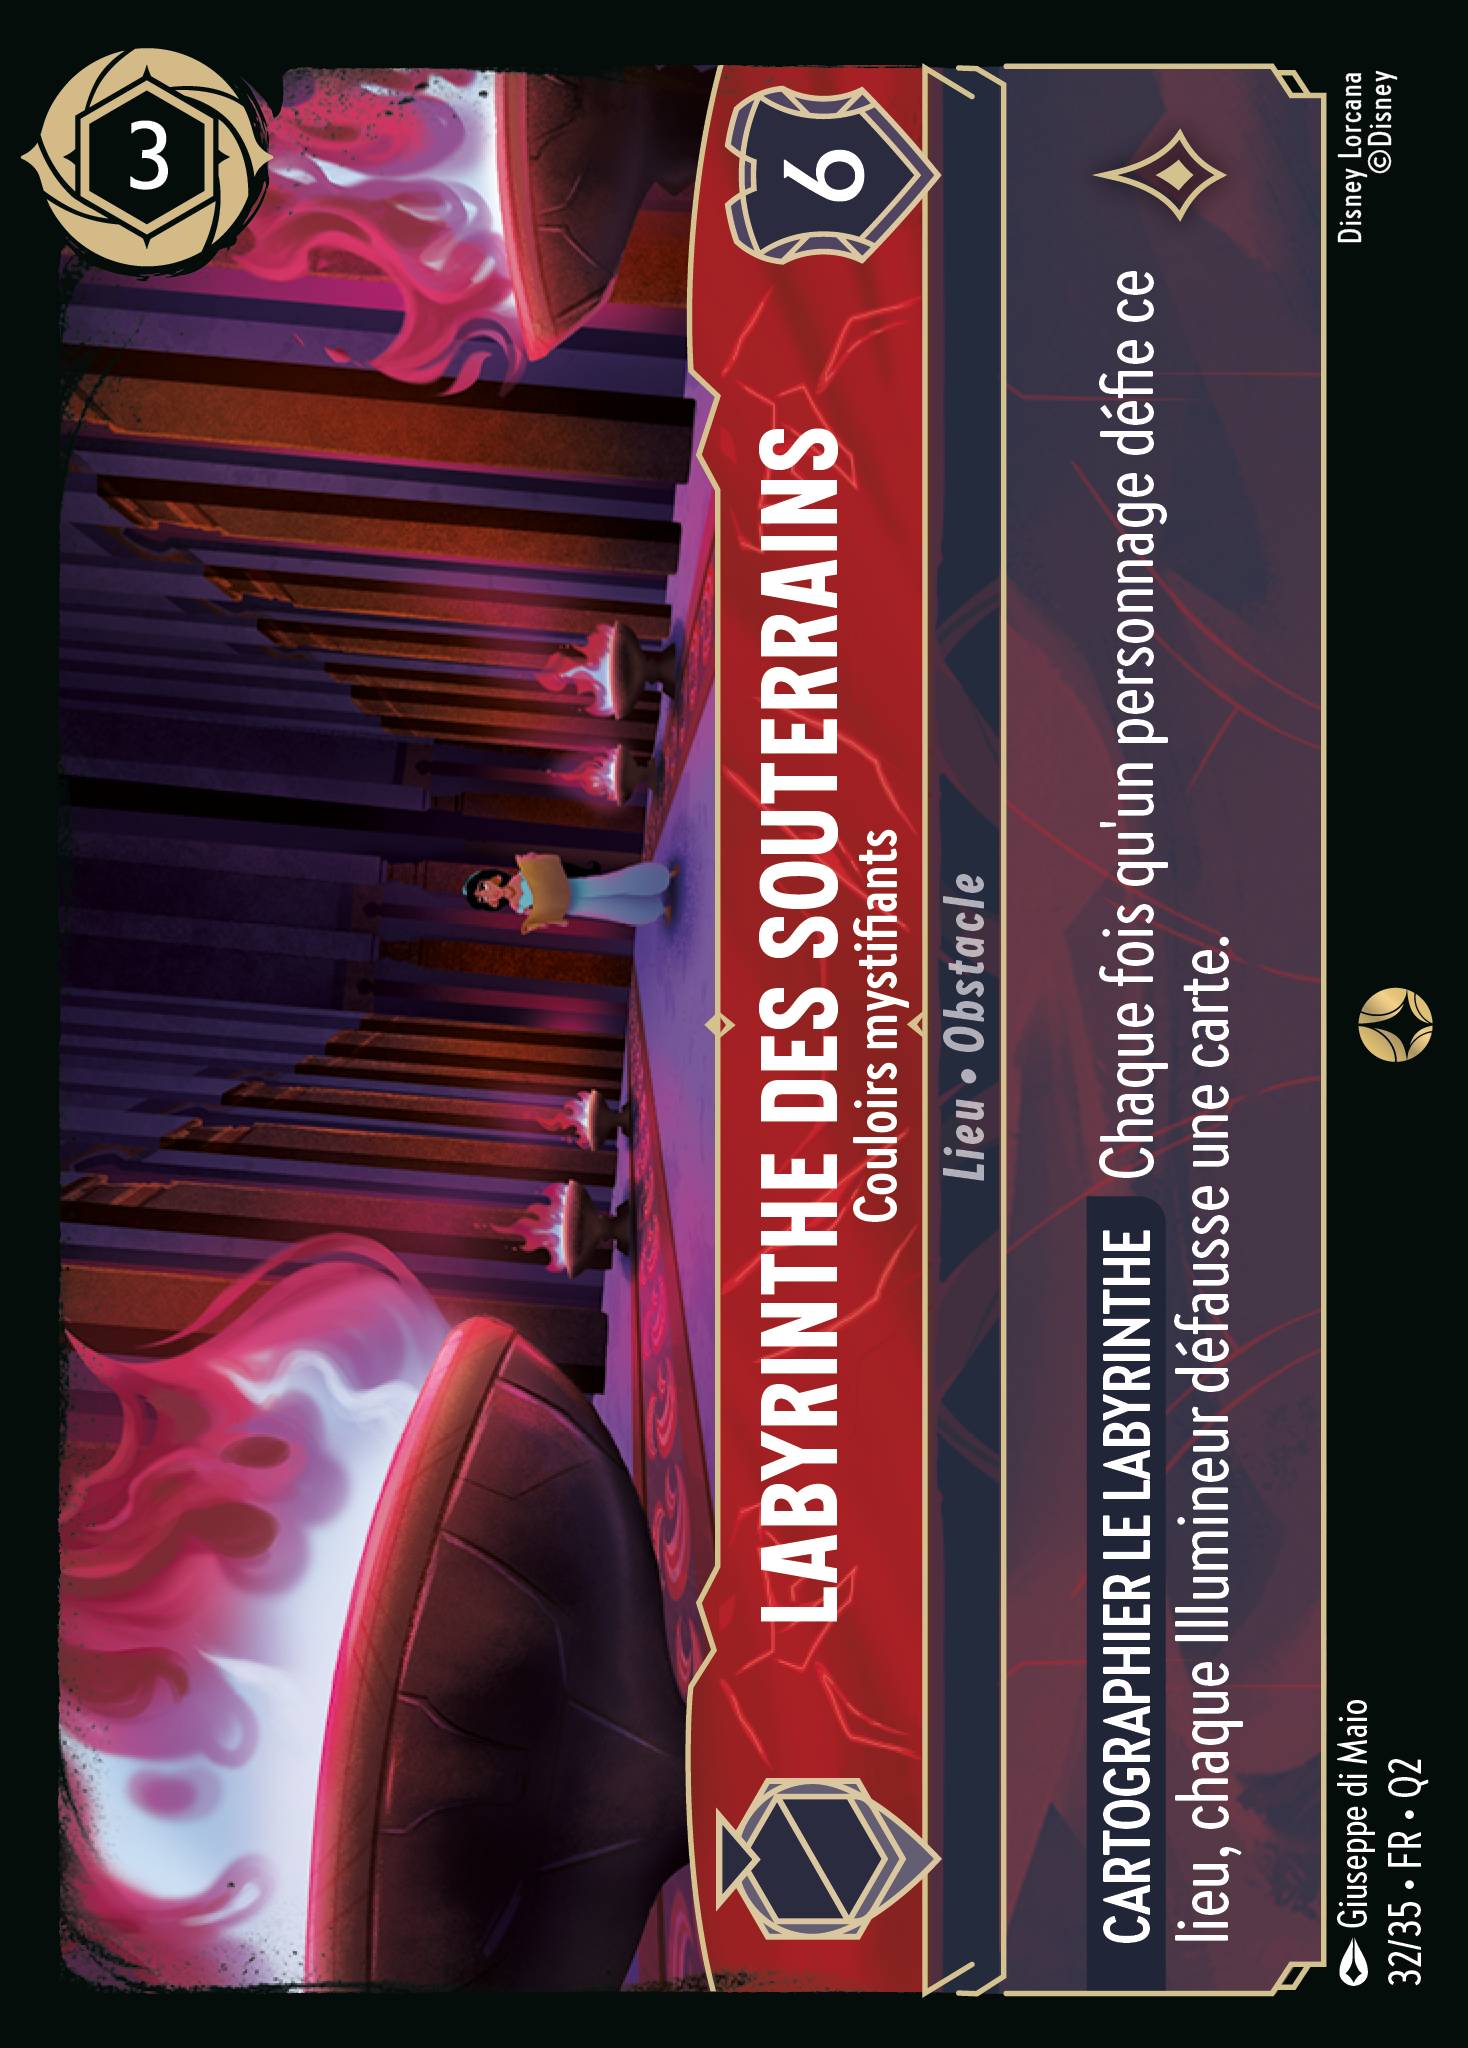 3
LABYRINTHE DES SOUTERRAINS
Couloirs mystifiants
6
Lieu • Obstacle
CARTOGRAPHIER LE LABYRINTHE Chaque fois qu'un personnage défie ce
lieu, chaque Illumineur défausse une carte.
Giuseppe di Maio
32/35 • FR • Q2
Disney Lorcana
©Disney